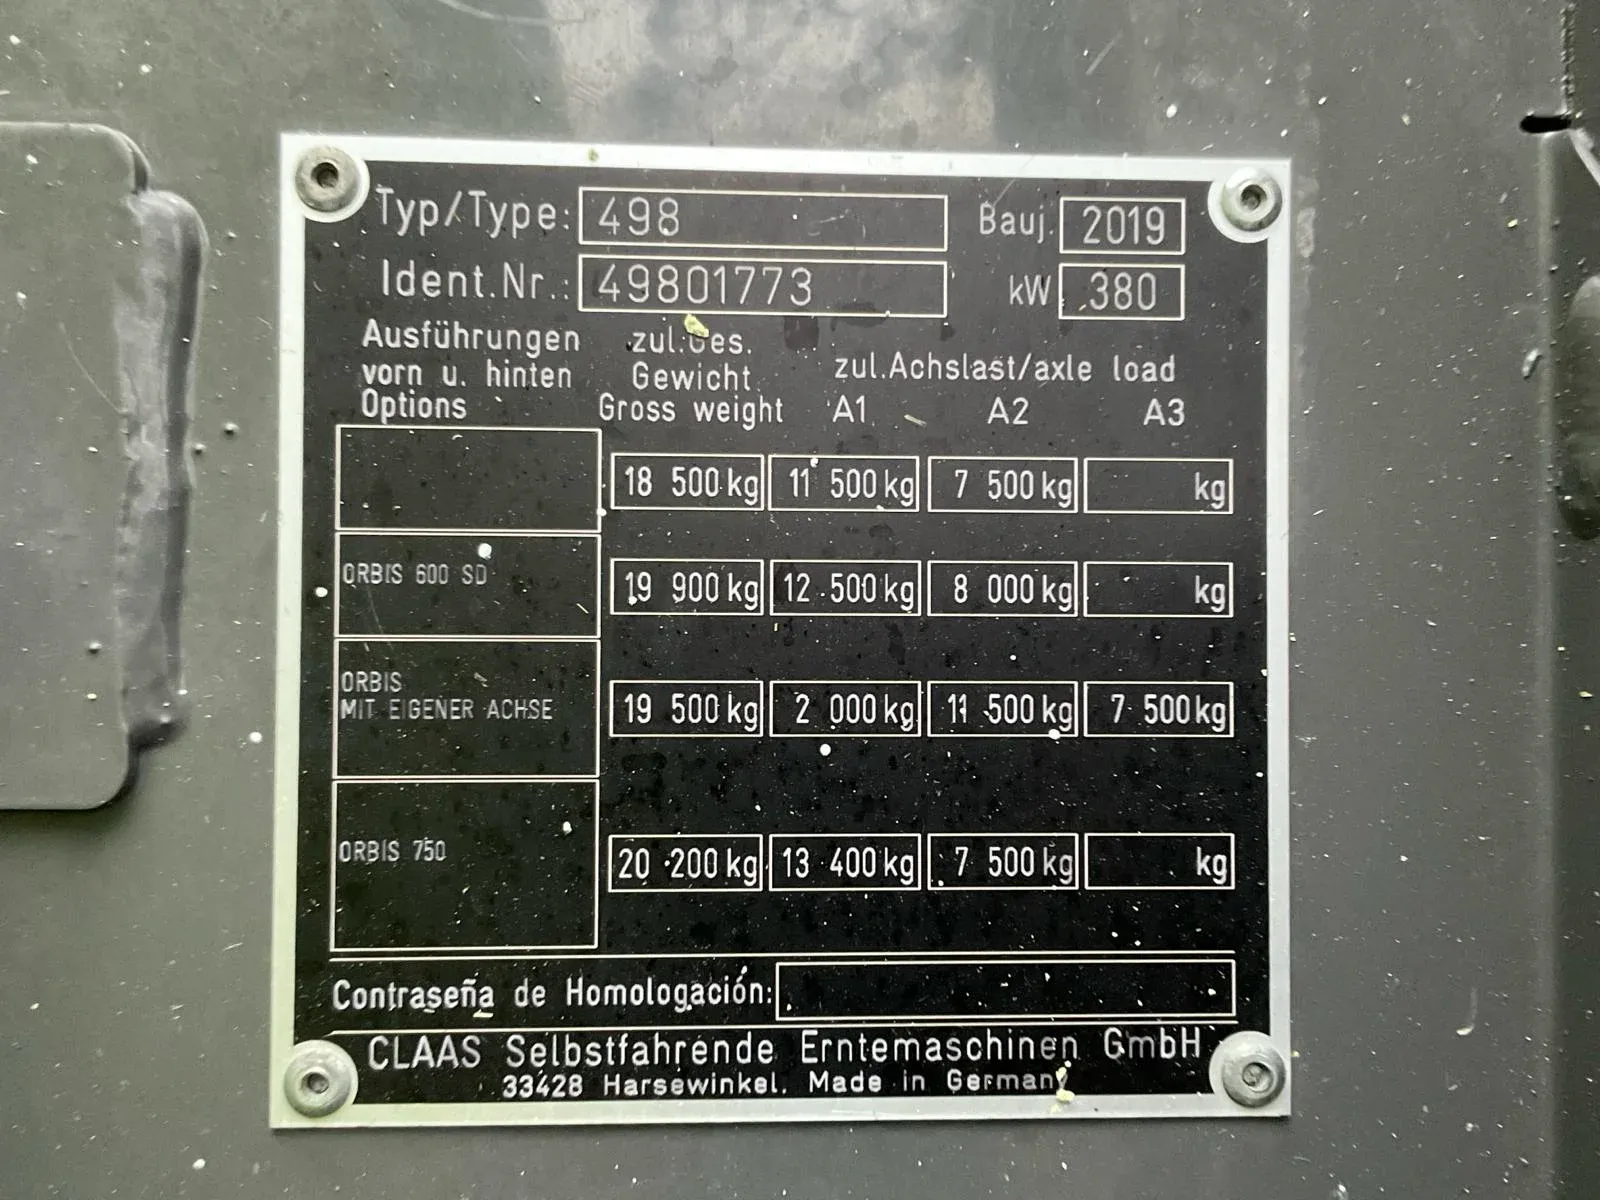 Typ/Type: 498 Bauj. 2019
Ident.Nr.: 49801773 kW 380
Ausführungen zul.Ges.
vorn u. hinten Gewicht zul.Achslast/axle load
Options Gross weight A1 A2 A3
18 500 kg 11 500 kg 7 500 kg kg
ORBIS 600 SD 19 900 kg 12 500 kg 8 000 kg kg
ORBIS
MIT EIGENER ACHSE 19 500 kg 2 000 kg 11 500 kg 7 500 kg
ORBIS 750 20 200 kg 13 400 kg 7 500 kg kg
Contraseña de Homologación:
CLAAS Selbstfahrende Erntemaschinen GmbH
33428 Harsewinkel. Made in Germany